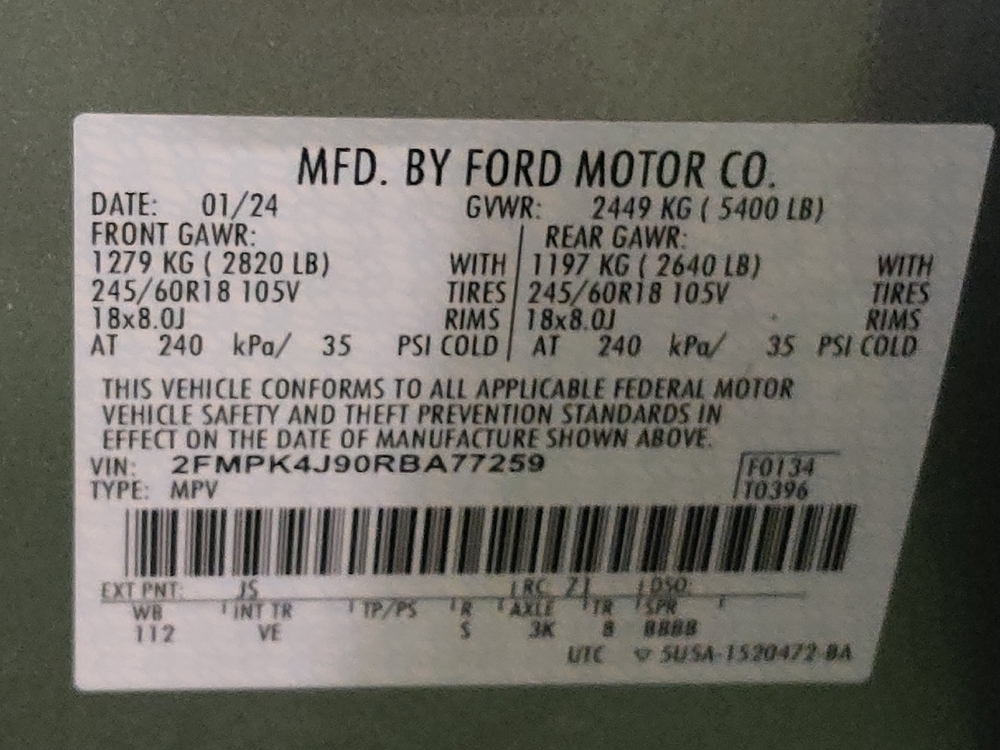 MFD. BY FORD MOTOR CO.
DATE: 01/24 GVWR: 2449 KG ( 5400 LB)
FRONT GAWR: REAR GAWR:
1279 KG ( 2820 LB) WITH 1197 KG ( 2640 LB) WITH
245/60R18 105V TIRES 245/60R18 105V TIRES
18x8.0J RIMS 18x8.0J RIMS
AT 240 kPa/ 35 PSI COLD AT 240 kPa/ 35 PSI COLD
THIS VEHICLE CONFORMS TO ALL APPLICABLE FEDERAL MOTOR
VEHICLE SAFETY AND THEFT PREVENTION STANDARDS IN
EFFECT ON THE DATE OF MANUFACTURE SHOWN ABOVE.
VIN: 2FMPK4J90RBA77259 F0134
TYPE: MPV T0396
EXT PNT: JS RC: 21 DSO:
WB INT TR TP/PS R AXLE TR SPR
112 VE S 3K 8 BBBB
UTC 5U5A-1520472-BA